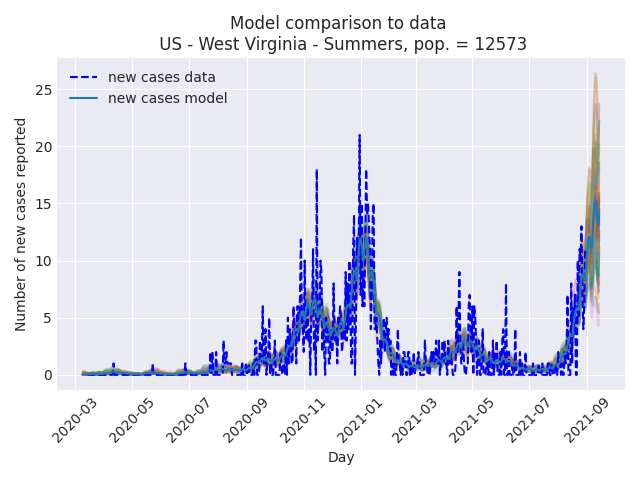 Model comparison to data
US - West Virginia - Summers, pop. = 12573
new cases data
new cases model
Number of new cases reported
25
20
15
10
5
0
2020-03
2020-05
2020-07
2020-09
2020-11
2021-01
2021-03
2021-05
2021-07
2021-09
Day